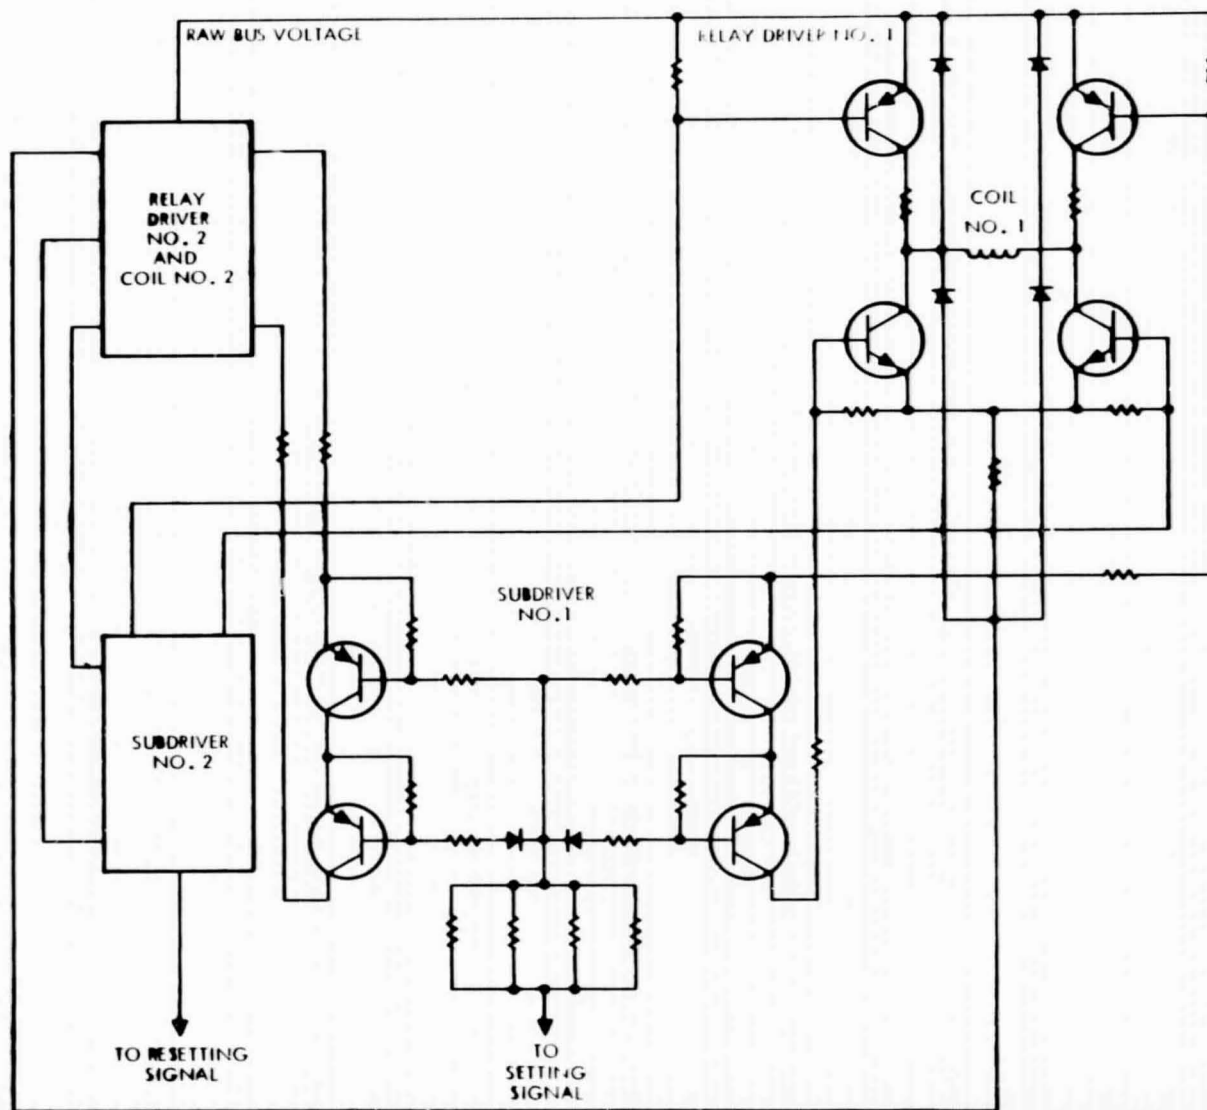 RAW BUS VOLTAGE
RELAY DRIVER NO. 1
RELAY
DRIVER
NO. 2
AND
COIL NO. 2
COIL
NO. 1
SUBDRIVER
NO.1
SUBDRIVER
NO. 2
TO RESETTING
SIGNAL
TO
SETTING
SIGNAL